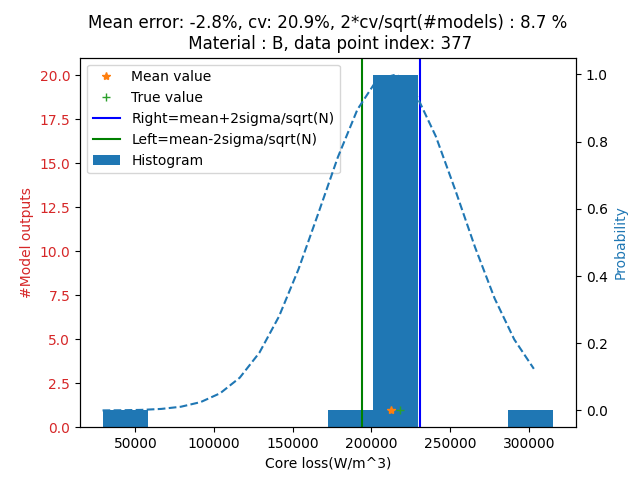 Mean error: -2.8%, cv: 20.9%, 2*cv/sqrt(#models) : 8.7 %
Material : B, data point index: 377
Mean value
True value
Right=mean+2sigma/sqrt(N)
Left=mean-2sigma/sqrt(N)
Histogram
#Model outputs
20.0
17.5
15.0
12.5
10.0
7.5
5.0
2.5
0.0
1.0
0.8
0.6
0.4
0.2
0.0
Probability
50000 100000 150000 200000 250000 300000
Core loss(W/m^3)